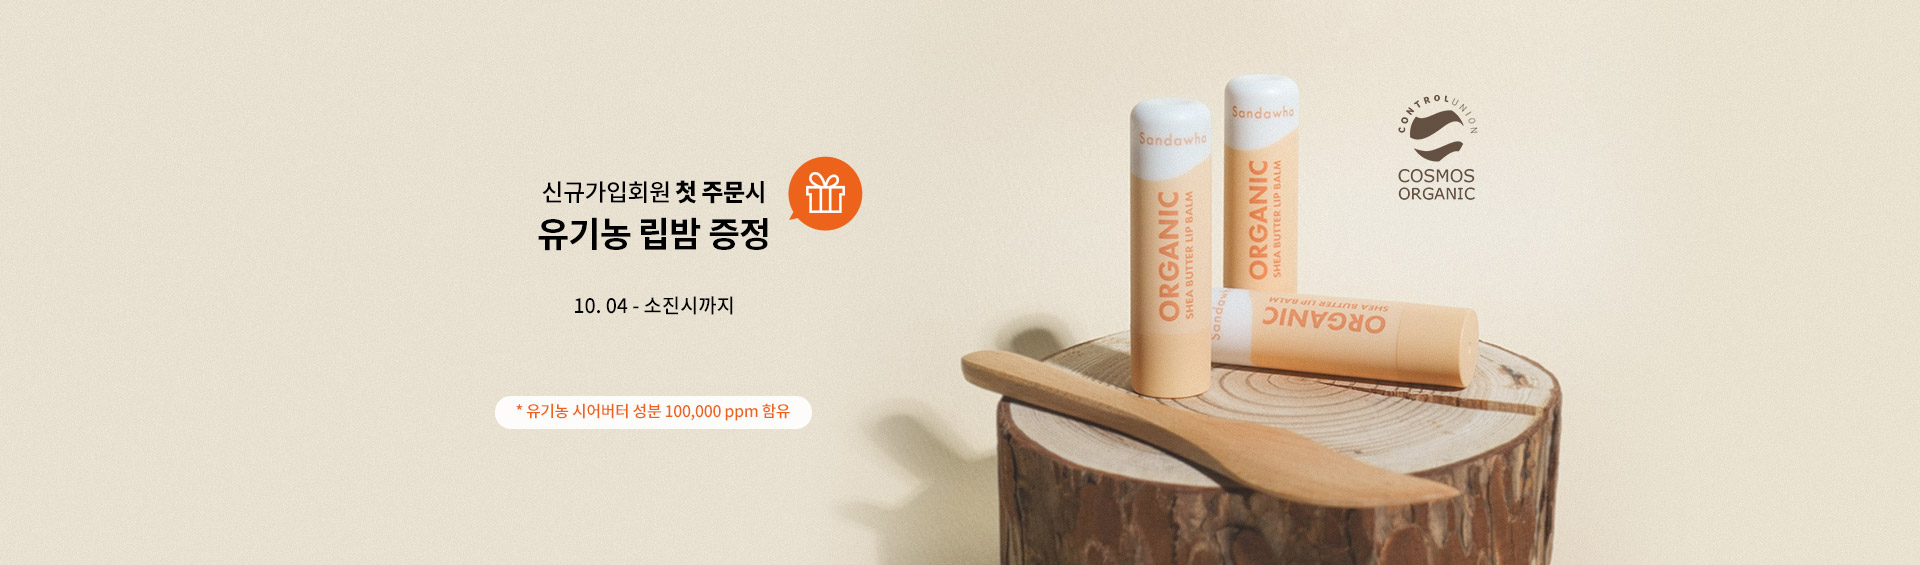 신규가입회원 첫 주문시
유기농 립밤 증정
10. 04 - 소진시까지
* 유기농 시어버터 성분 100,000 ppm 함유
Sandawha
ORGANIC
SHEA BUTTER LIP BALM
Sandawha
ORGANIC
SHEA BUTTER LIP BALM
ORGANIC
SHEA BUTTER LIP BALM
CONTROLUNION
COSMOS
ORGANIC